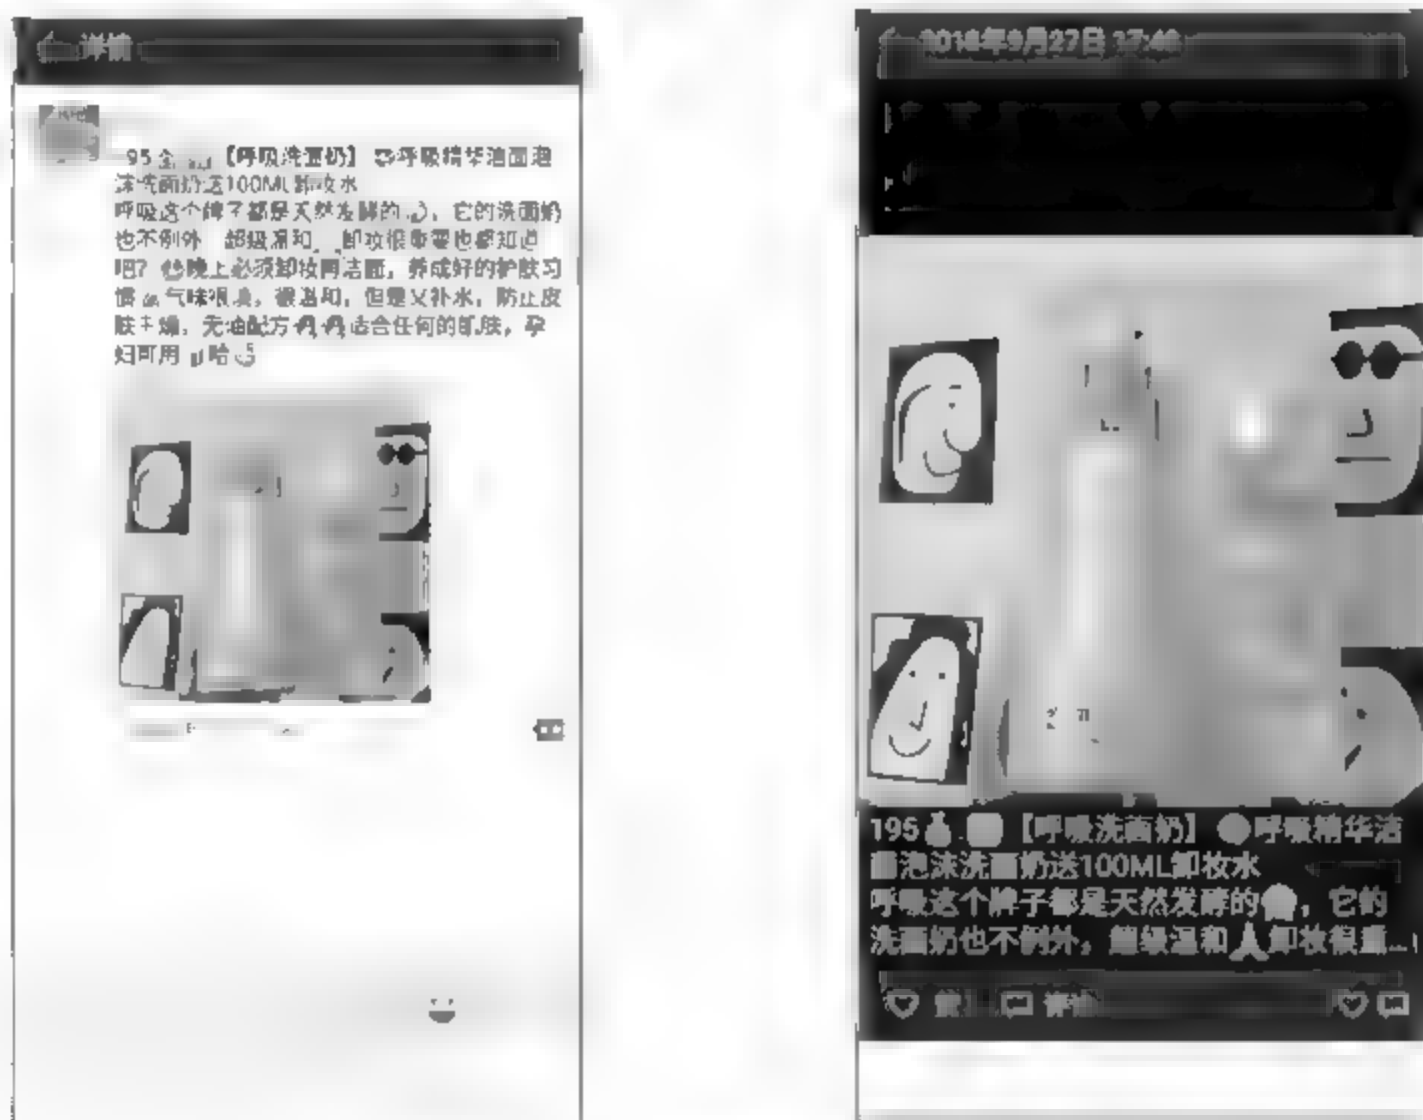 详情
95 【呼吸洗面奶】 呼吸精华洁面泡
沫洗面奶送100ML卸妆水
呼吸这个牌子都是天然发酵的，它的洗面奶
也不例外 超级温和 卸妆很重要也都知道
吧？晚上必须卸妆再洁面，养成好的护肤习
惯 气味很 ，很温和，但是又补水，防止皮
肤干燥，无油配方 适合任何的肌肤，孕
妇可用 哈
2018年9月27日 17:48
195 【呼吸洗面奶】 呼吸精华洁
面泡沫洗面奶送100ML卸妆水
呼吸这个牌子都是天然发酵的，它的
洗面奶也不例外，超级温和 卸妆很重...
赞 评论